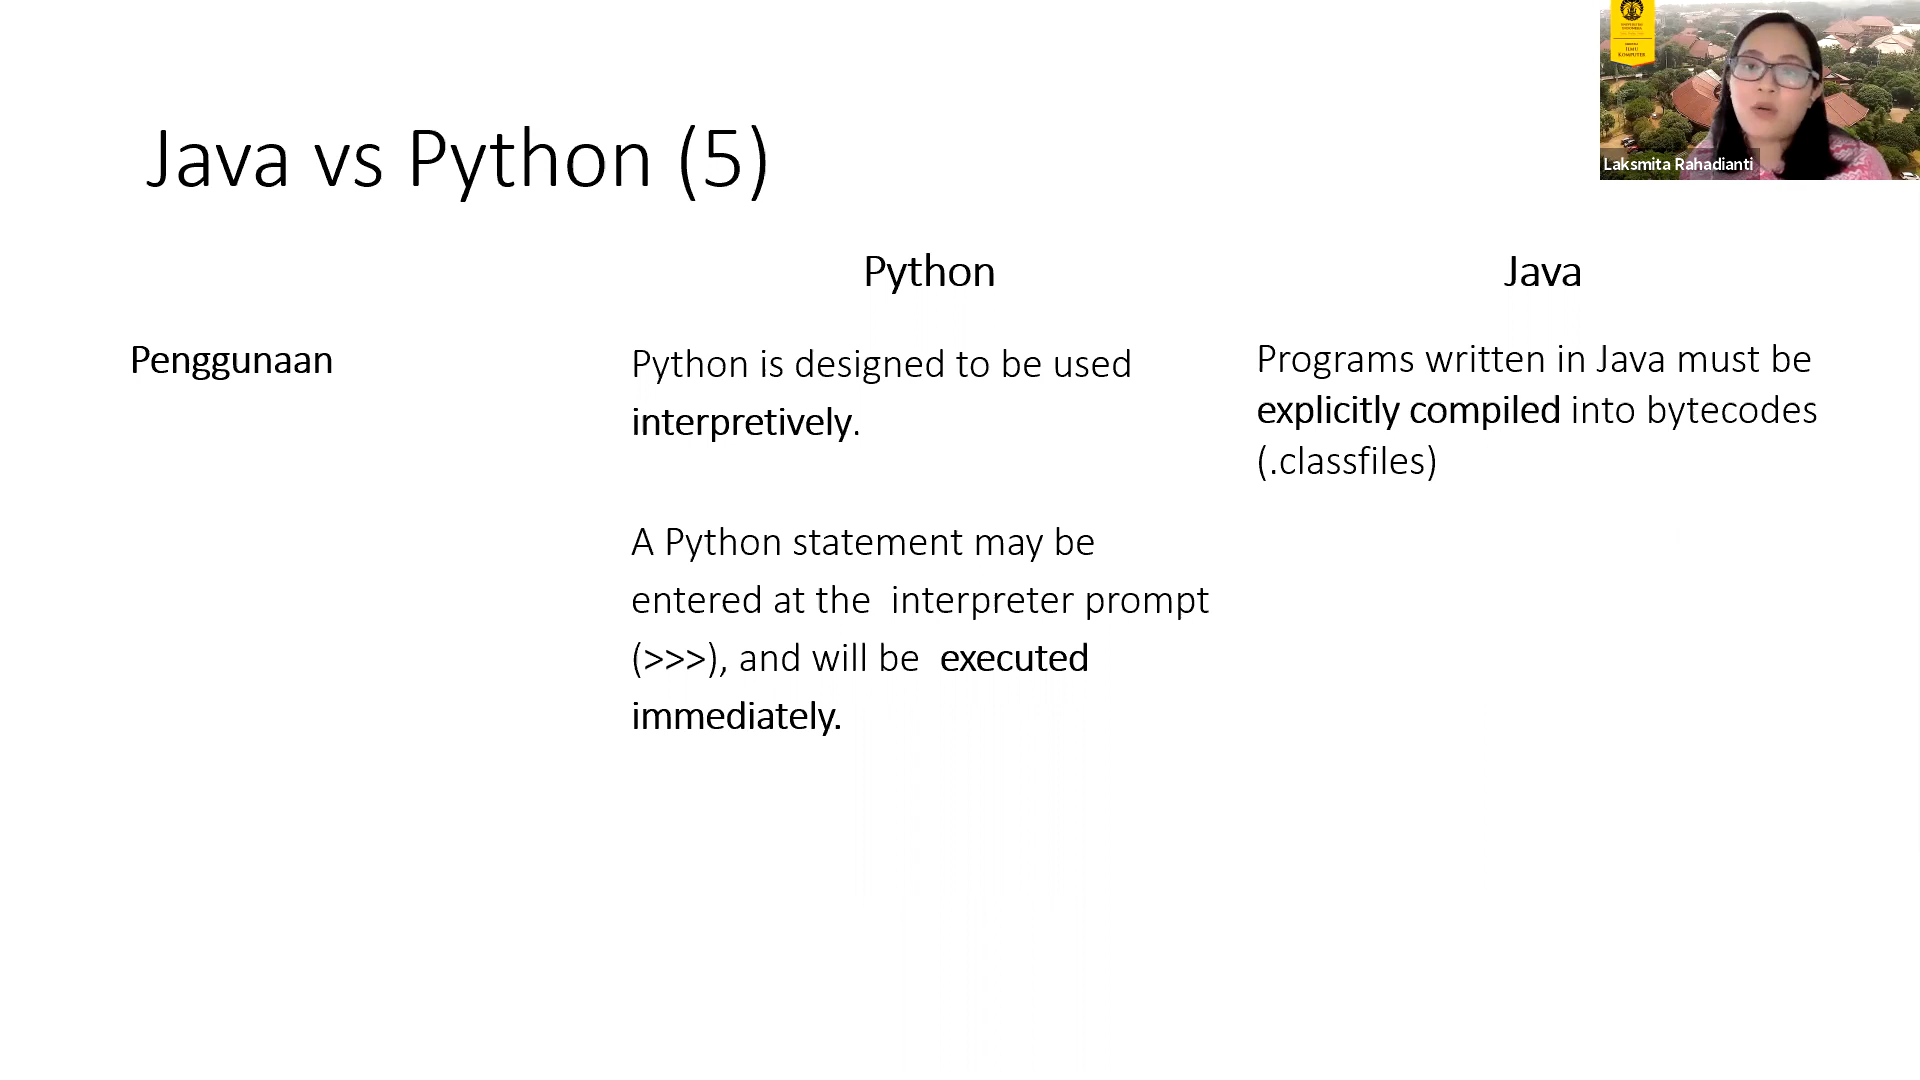 Java vs Python (5)
Python
Java
Penggunaan
Python is designed to be used
interpretively.
A Python statement may be
entered at the  interpreter prompt
(>>>), and will be  executed
immediately.
Programs written in Java must be
explicitly compiled into bytecodes
(.classfiles)
ILMU
KOMPUTER
Laksmita Rahadianti